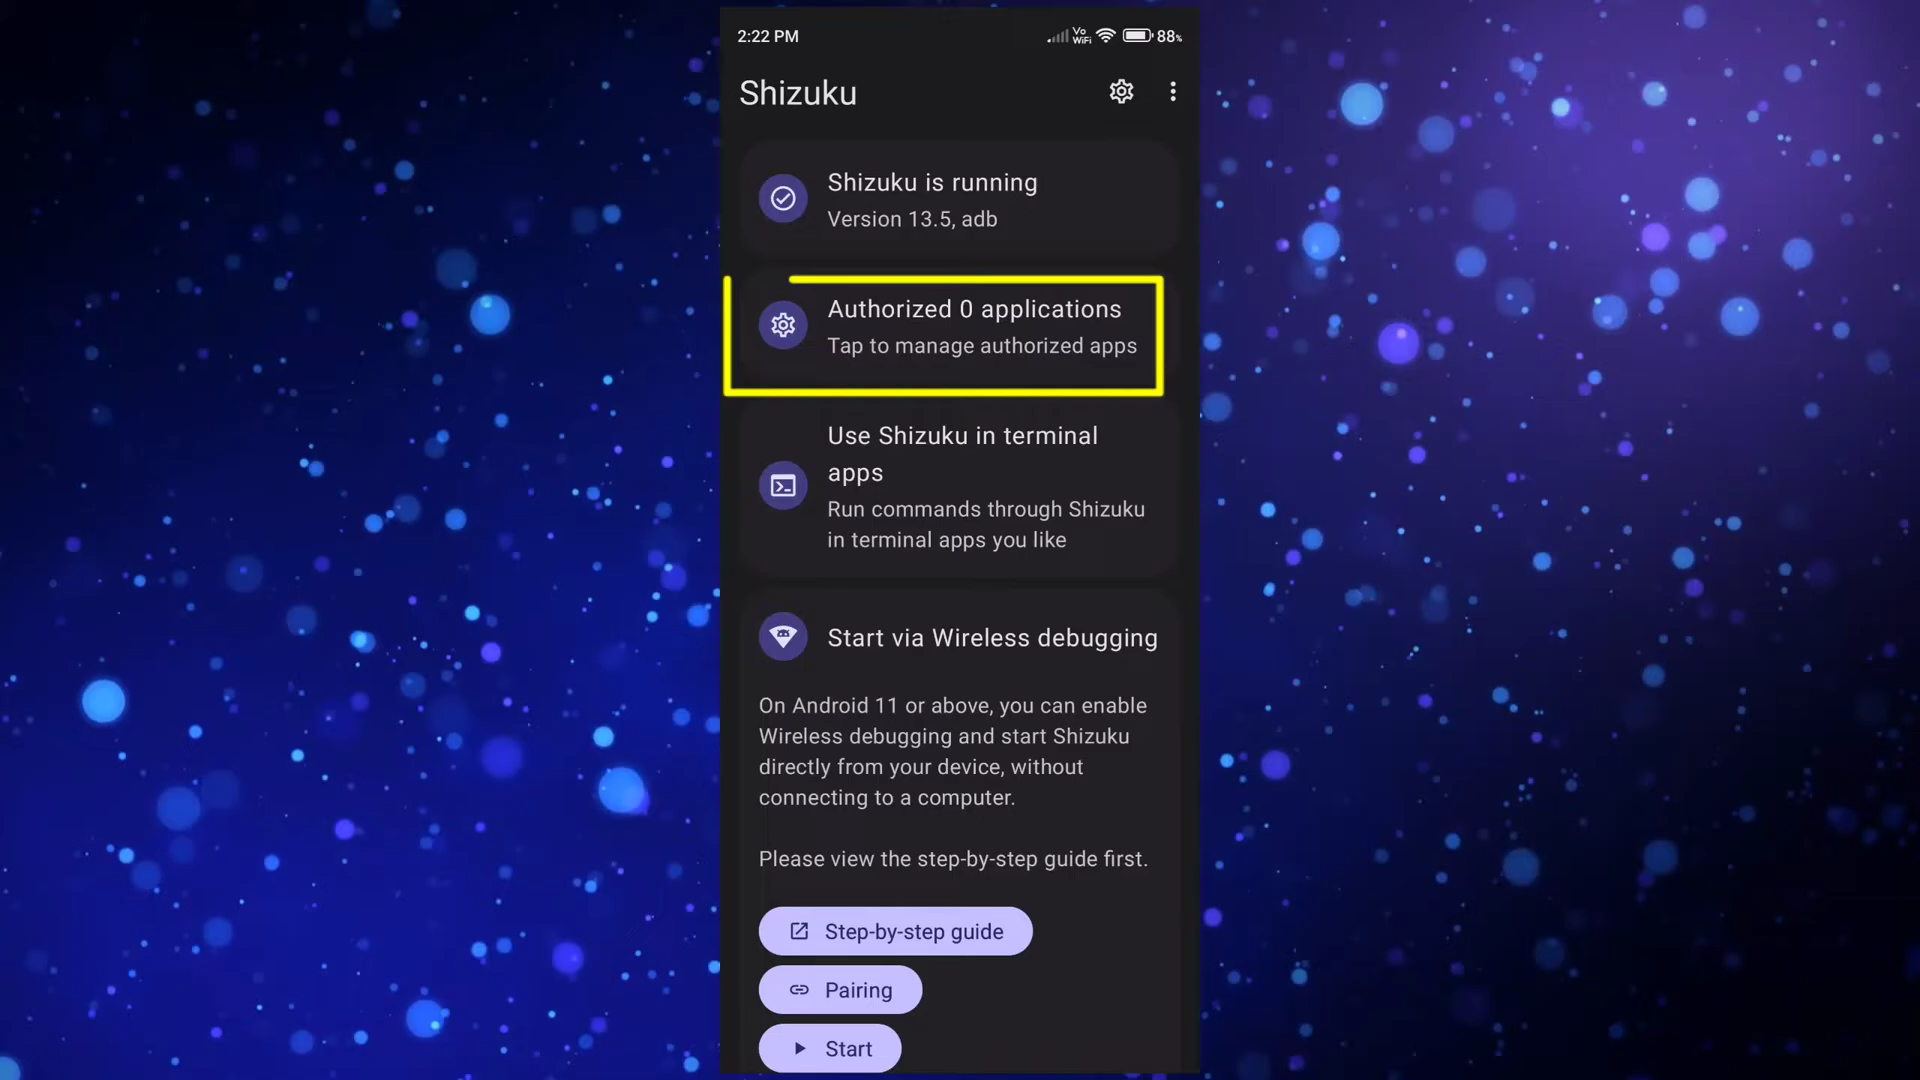 2:22 PM
Vo WiFi 88%
Shizuku
Shizuku is running
Version 13.5, adb
Authorized 0 applications
Tap to manage authorized apps
Use Shizuku in terminal
apps
Run commands through Shizuku
in terminal apps you like
Start via Wireless debugging
On Android 11 or above, you can enable
Wireless debugging and start Shizuku
directly from your device, without
connecting to a computer.
Please view the step-by-step guide first.
Step-by-step guide
Pairing
Start